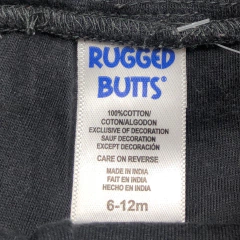 RUGGED
BUTTS®
100%COTTON/
COTON/ALGODON
EXCLUSIVE OF DECORATION
SAUF DECORATION
EXCEPT DECORACIÓN
CARE ON REVERSE
MADE IN INDIA
FAIT EN INDIA
HECHO EN INDIA
6-12m